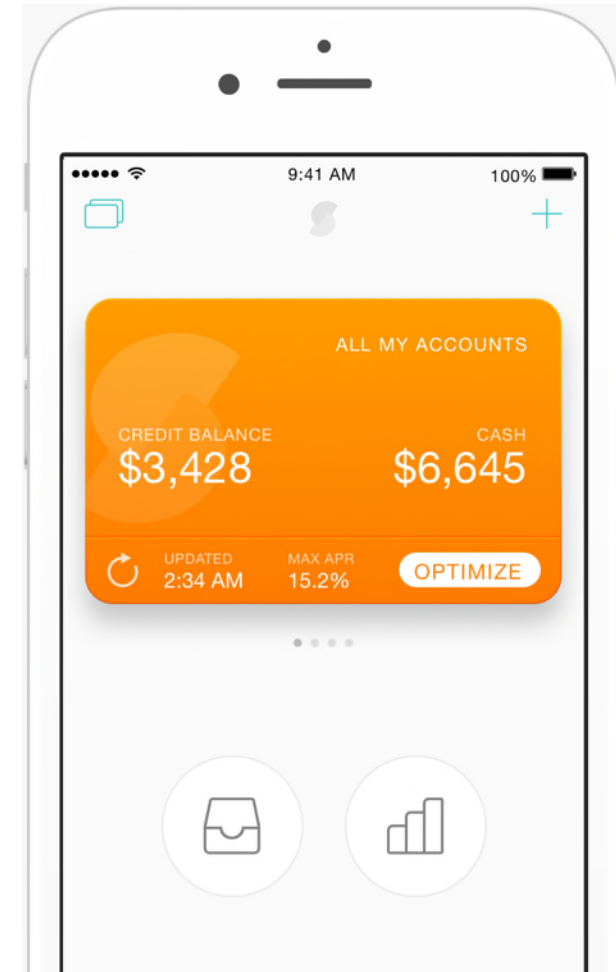 9:41 AM 100%
ALL MY ACCOUNTS
CREDIT BALANCE CASH
$3,428 $6,645
UPDATED MAX APR
2:34 AM 15.2% OPTIMIZE